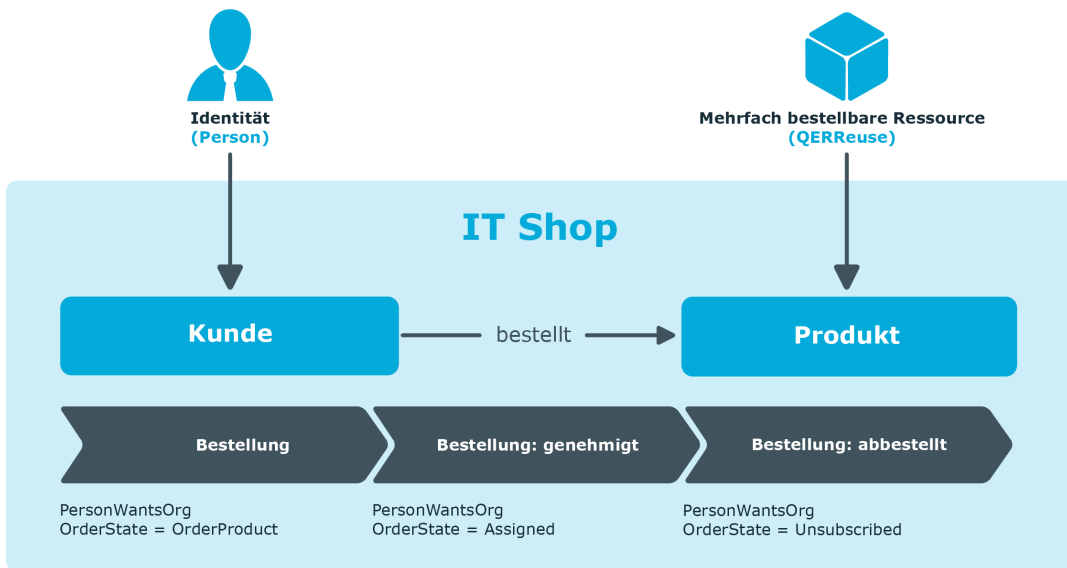 Identität
(Person)
Mehrfach bestellbare Ressource
(QERReuse)
IT Shop
Kunde
bestellt
Produkt
Bestellung
Bestellung: genehmigt
Bestellung: abbestellt
PersonWantsOrg
OrderState = OrderProduct
PersonWantsOrg
OrderState = Assigned
PersonWantsOrg
OrderState = Unsubscribed